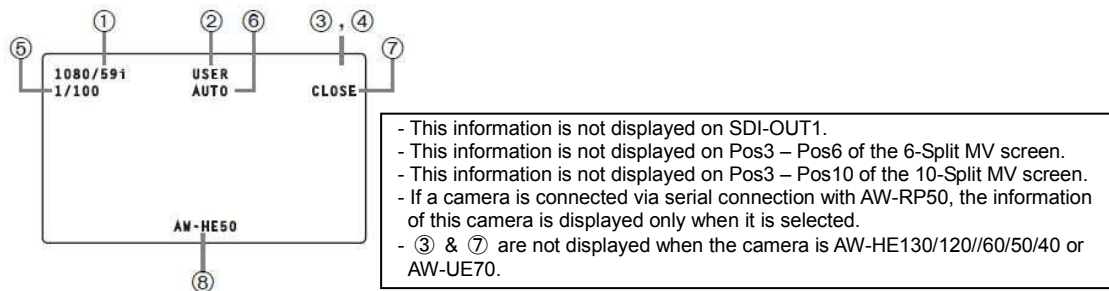 ① ② ⑥ ③ , ④
⑤ ⑦
1080/59i USER
1/100 AUTO CLOSE
AW-HE50
⑧
- This information is not displayed on SDI-OUT1.
- This information is not displayed on Pos3 – Pos6 of the 6-Split MV screen.
- This information is not displayed on Pos3 – Pos10 of the 10-Split MV screen.
- If a camera is connected via serial connection with AW-RP50, the information
of this camera is displayed only when it is selected.
- ③ & ⑦ are not displayed when the camera is AW-HE130/120//60/50/40 or
AW-UE70.